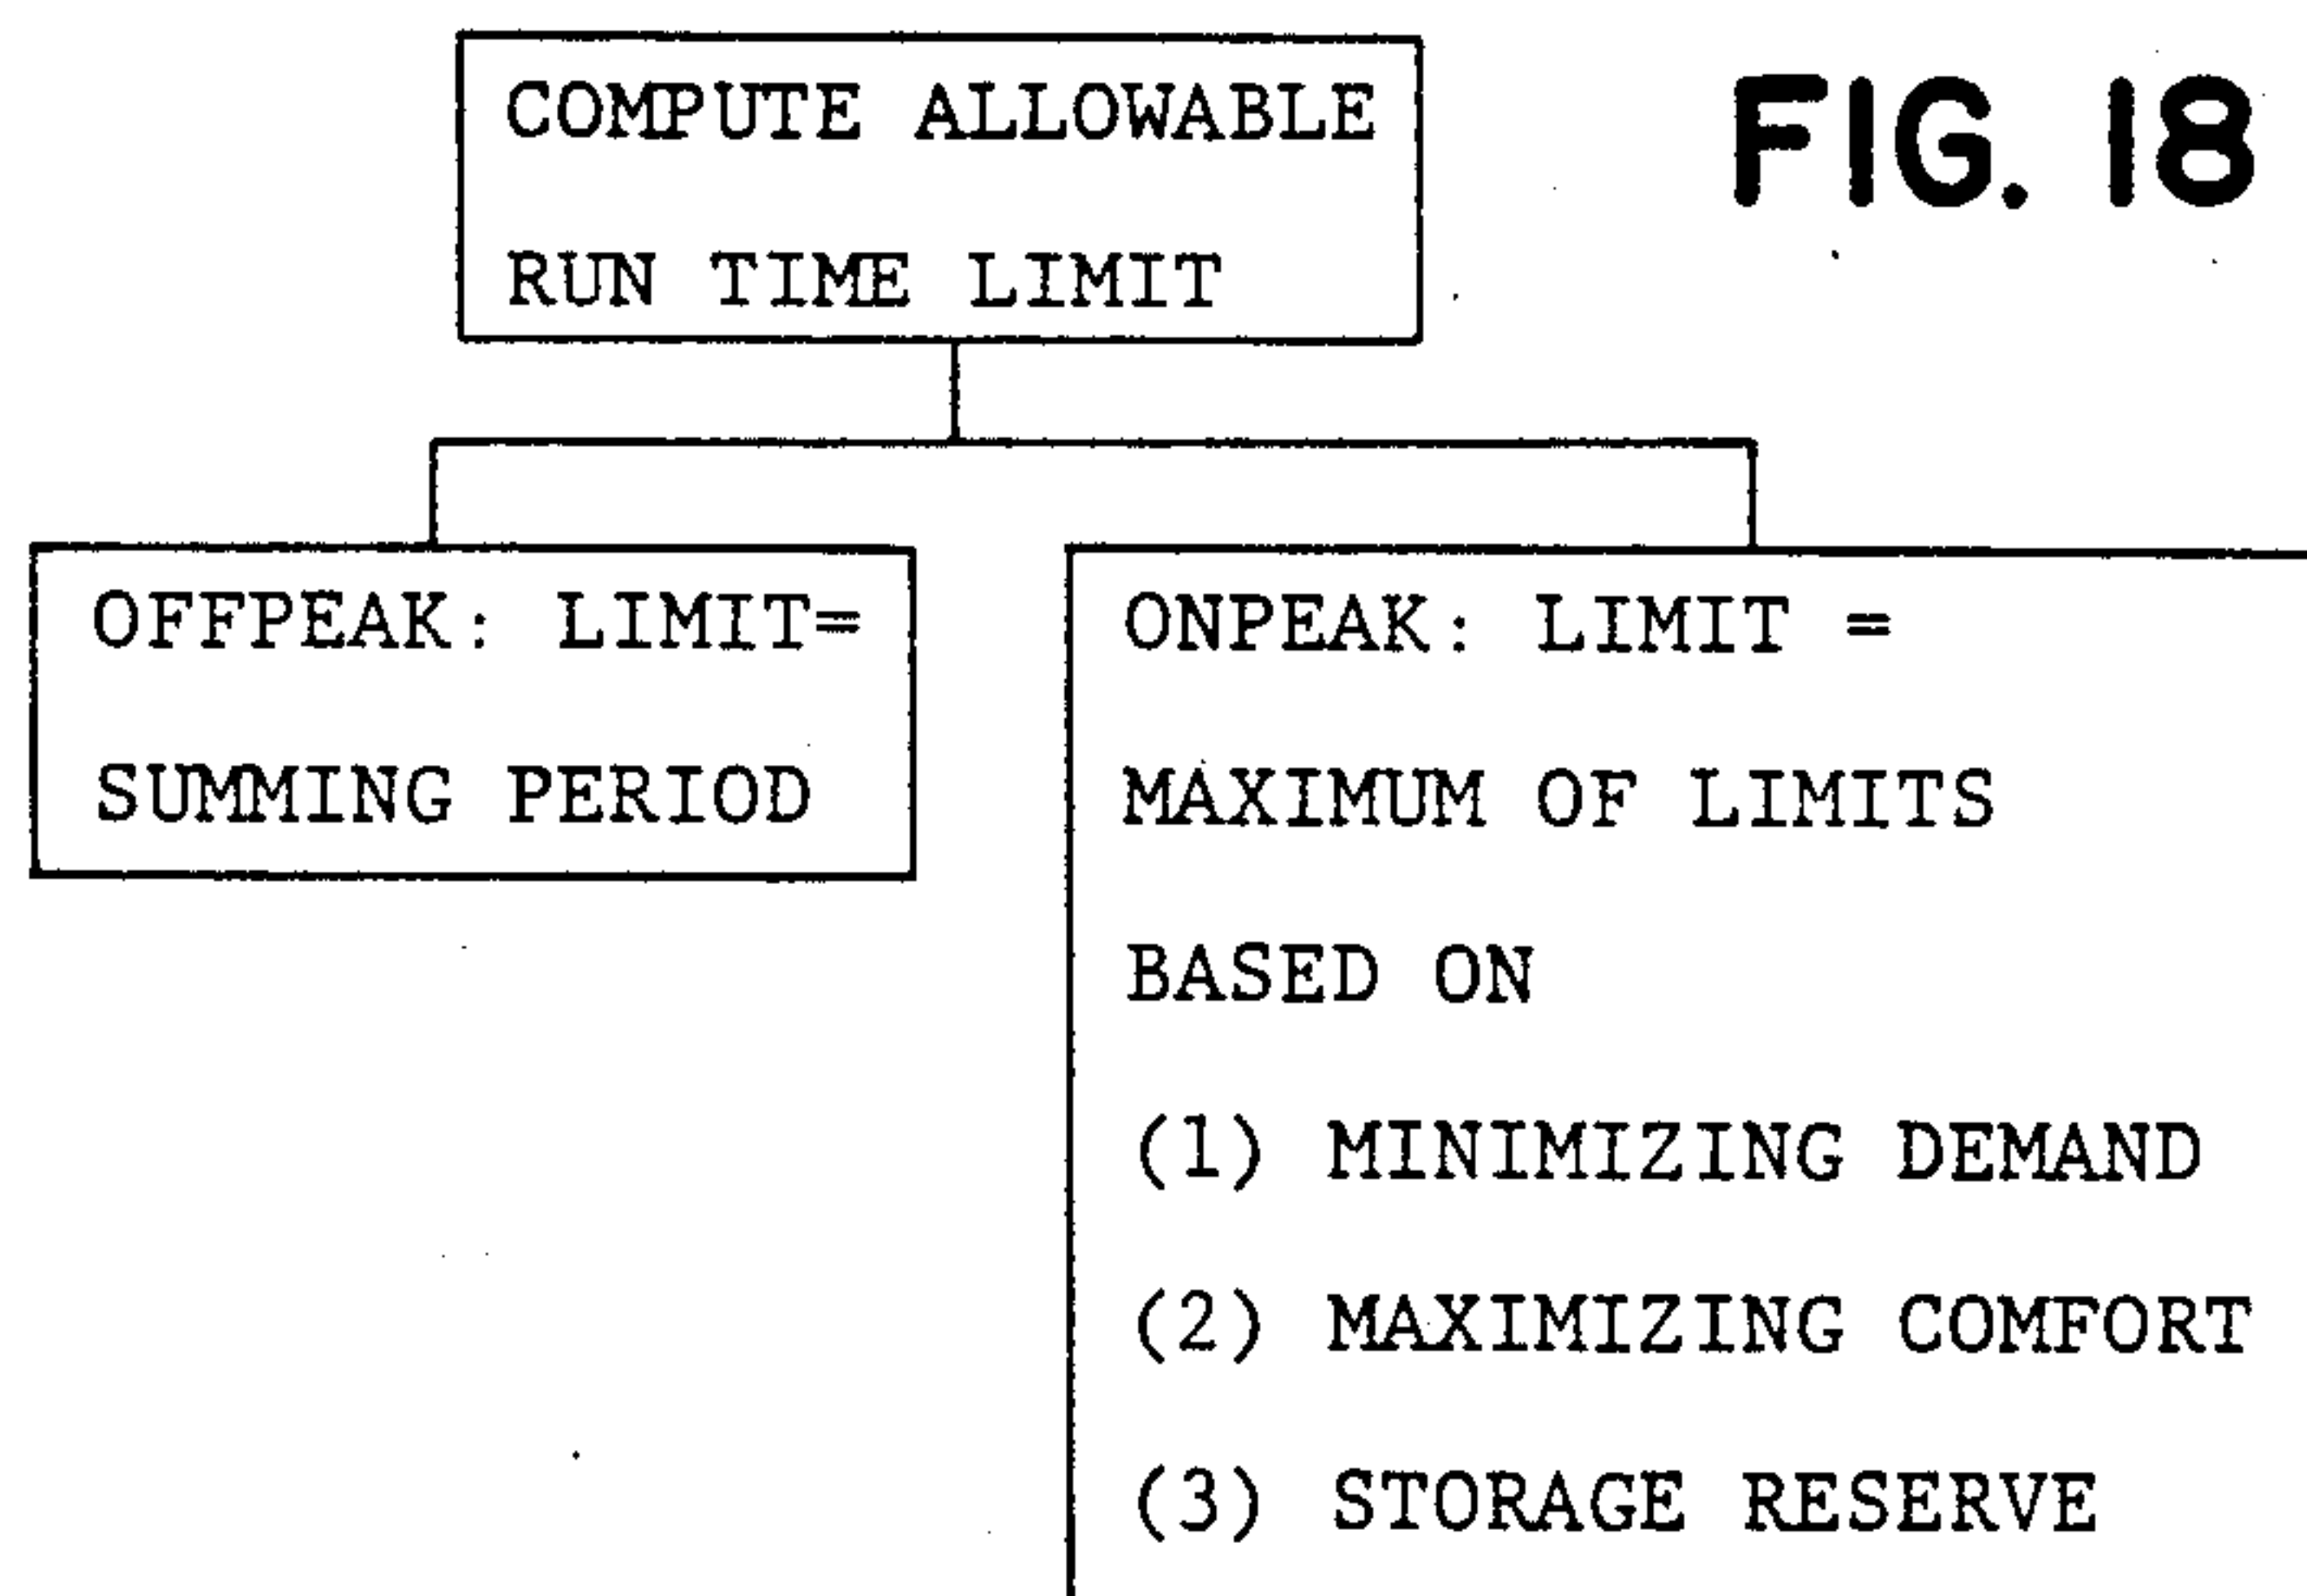 COMPUTE ALLOWABLE
RUN TIME LIMIT
FIG. 18
OFFPEAK: LIMIT=
SUMMING PERIOD
ONPEAK: LIMIT =
MAXIMUM OF LIMITS
BASED ON
(1) MINIMIZING DEMAND
(2) MAXIMIZING COMFORT
(3) STORAGE RESERVE